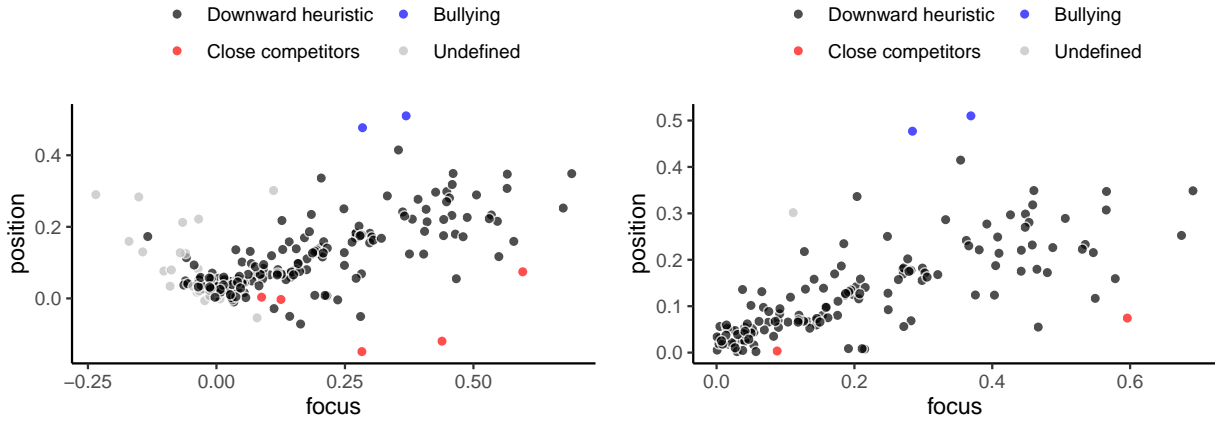 Downward heuristic Bullying
Close competitors Undefined
0.4
0.2
0.0
position
−0.25 0.00 0.25 0.50
focus
Downward heuristic Bullying
Close competitors Undefined
0.5
0.4
0.3
0.2
0.1
0.0
position
0.0 0.2 0.4 0.6
focus